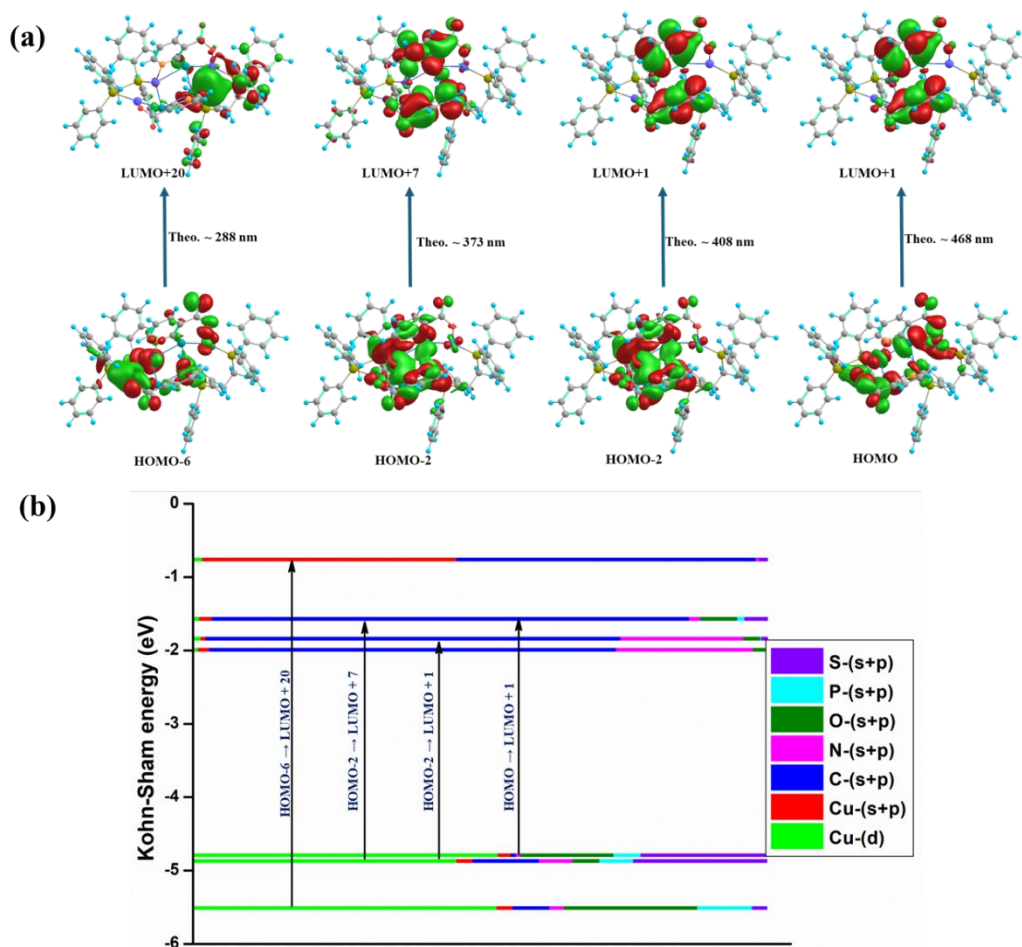 (a)
LUMO+20
LUMO+7
LUMO+1
LUMO+1
Theo. ~ 288 nm
Theo. ~ 373 nm
Theo. ~ 408 nm
Theo. ~ 468 nm
HOMO-6
HOMO-2
HOMO-2
HOMO
(b)
Kohn-Sham energy (eV)
0
-1
-2
-3
-4
-5
-6
HOMO-6 → LUMO + 20
HOMO-2 → LUMO + 7
HOMO-2 → LUMO + 1
HOMO → LUMO + 1
S-(s+p)
P-(s+p)
O-(s+p)
N-(s+p)
C-(s+p)
Cu-(s+p)
Cu-(d)